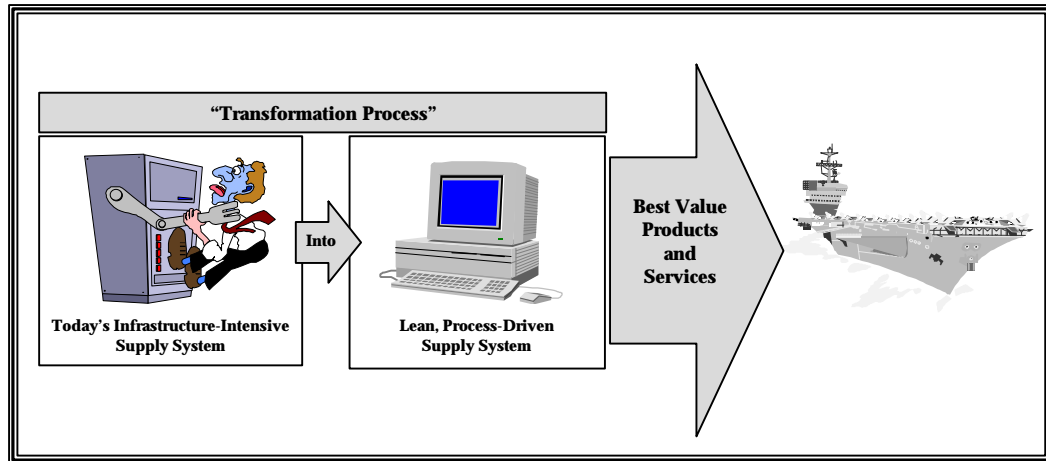 “Transformation Process”
Into
Today’s Infrastructure-Intensive
Supply System
Lean, Process-Driven
Supply System
Best Value
Products
and
Services